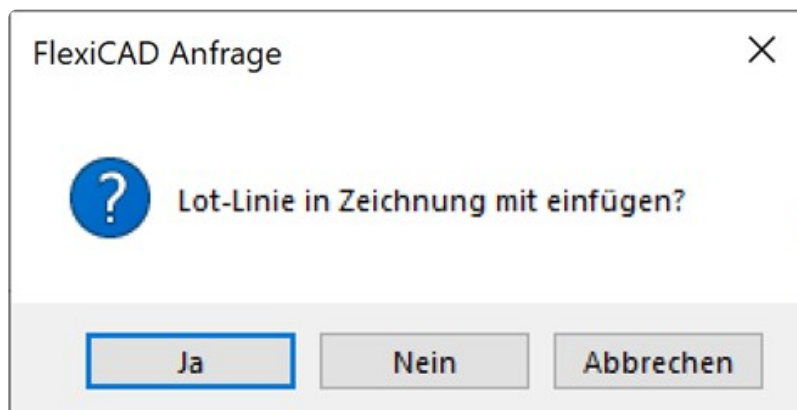 FlexiCAD Anfrage
Lot-Linie in Zeichnung mit einfügen?
Ja Nein Abbrechen